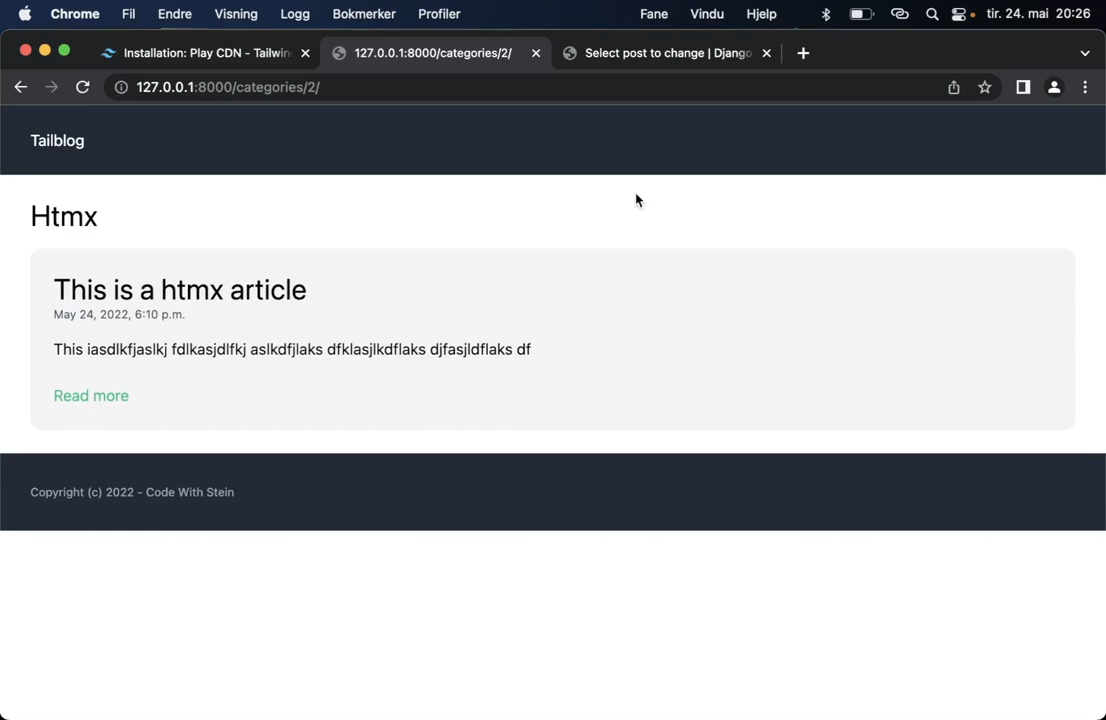 Chrome Fil Endre Visning Logg Bokmerker Profiler Fane Vindu Hjelp tir. 24. mai 20:26
Installation: Play CDN - Tailwin 127.0.0.1:8000/categories/2/ Select post to change | Django
127.0.0.1:8000/categories/2/
Tailblog
Htmx
This is a htmx article
May 24, 2022, 6:10 p.m.
This iasdlkfjaslkj fdlkasjdlfkj aslkdfjlaks dfklasjlkdflaks djfasjldflaks df
Read more
Copyright (c) 2022 - Code With Stein